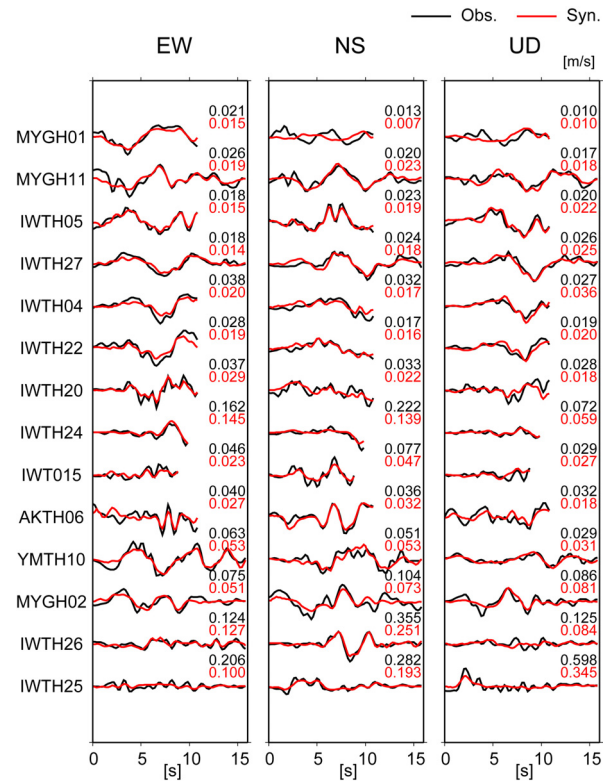 Obs. Syn.
EW NS UD
[m/s]
0.021 0.013 0.010
MYGH01 0.015 0.007 0.010
0.026 0.020 0.017
MYGH11 0.019 0.023 0.018
0.018 0.023 0.020
IWTH05 0.015 0.019 0.022
0.018 0.024 0.026
IWTH27 0.014 0.018 0.025
0.038 0.032 0.027
IWTH04 0.020 0.017 0.036
0.028 0.017 0.019
IWTH22 0.019 0.016 0.020
0.037 0.033 0.028
IWTH20 0.029 0.022 0.018
0.162 0.222 0.072
IWTH24 0.145 0.139 0.059
0.046 0.077 0.029
IWT015 0.023 0.047 0.027
0.040 0.036 0.032
AKTH06 0.027 0.032 0.018
0.063 0.051 0.029
YMTH10 0.053 0.053 0.031
0.075 0.104 0.086
MYGH02 0.051 0.073 0.081
0.124 0.355 0.125
IWTH26 0.127 0.251 0.084
0.206 0.282 0.598
IWTH25 0.100 0.193 0.345
0 5 10 15 0 5 10 15 0 5 10 15
[s] [s] [s]